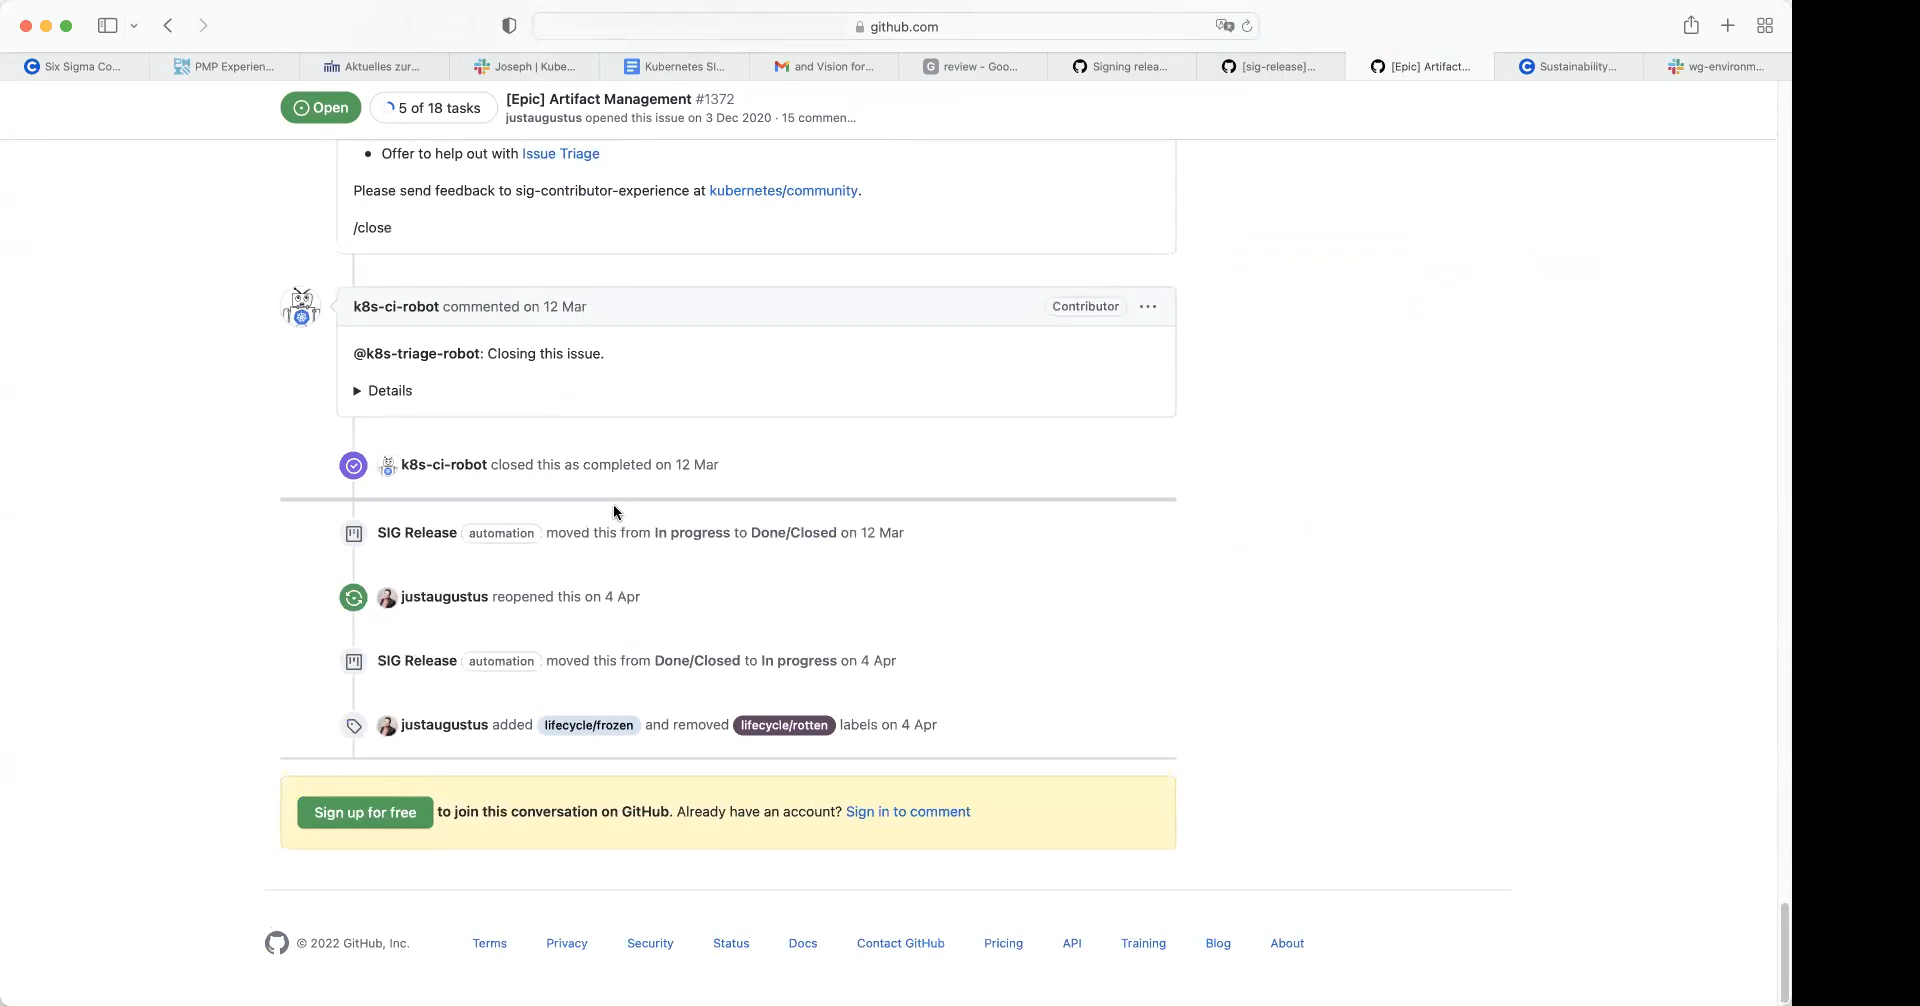 github.com
Six Sigma Co...
PMP Experien...
Aktuelles zur...
Joseph | Kube...
Kubernetes SI...
and Vision for...
review - Goo...
Signing relea...
[sig-release]...
[Epic] Artifact...
Sustainability...
wg-environm...
Open
5 of 18 tasks
[Epic] Artifact Management #1372
justaugustus opened this issue on 3 Dec 2020 · 15 commen...
• Offer to help out with Issue Triage
Please send feedback to sig-contributor-experience at kubernetes/community.
/close
k8s-ci-robot commented on 12 Mar
Contributor
@k8s-triage-robot: Closing this issue.
Details
k8s-ci-robot closed this as completed on 12 Mar
SIG Release automation moved this from In progress to Done/Closed on 12 Mar
justaugustus reopened this on 4 Apr
SIG Release automation moved this from Done/Closed to In progress on 4 Apr
justaugustus added lifecycle/frozen and removed lifecycle/rotten labels on 4 Apr
Sign up for free to join this conversation on GitHub. Already have an account? Sign in to comment
© 2022 GitHub, Inc.
Terms
Privacy
Security
Status
Docs
Contact GitHub
Pricing
API
Training
Blog
About